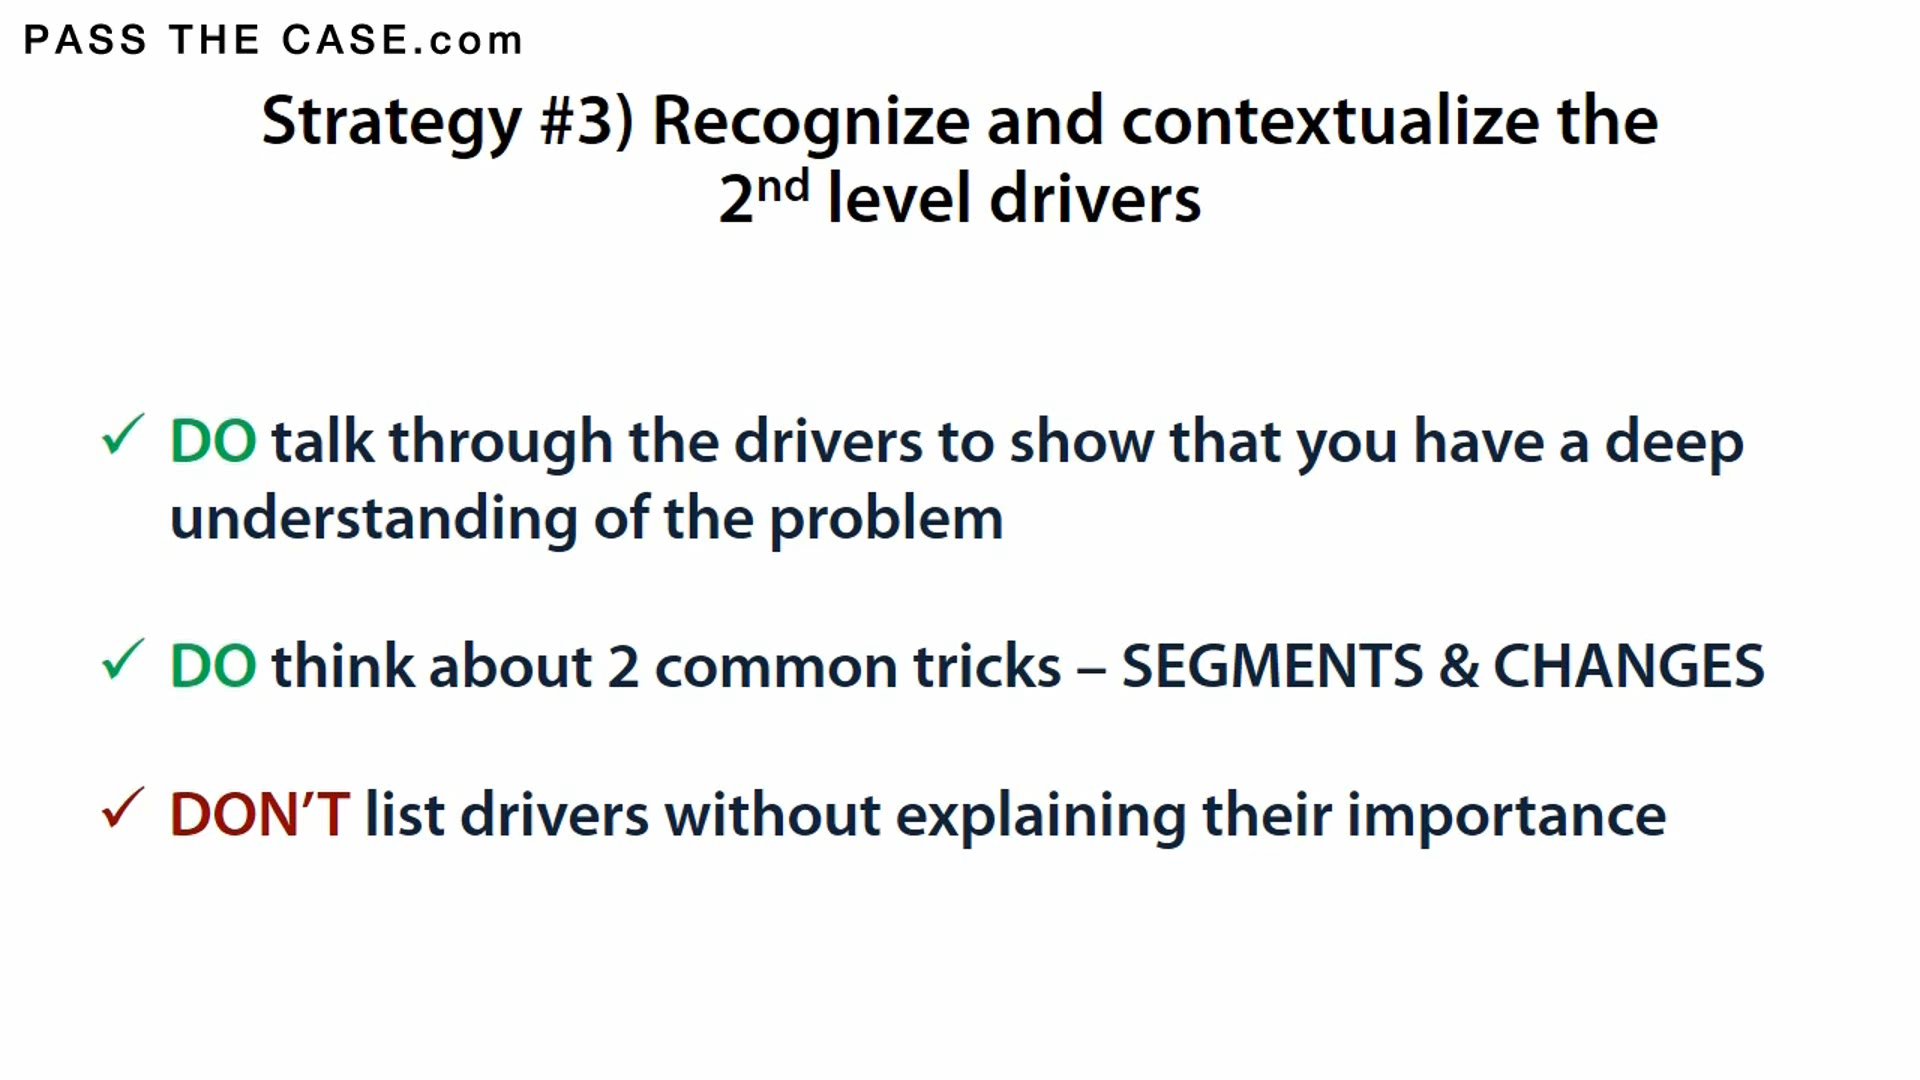 PASS THE CASE.com
Strategy #3) Recognize and contextualize the
2nd level drivers
✓ DO talk through the drivers to show that you have a deep
understanding of the problem
✓ DO think about 2 common tricks – SEGMENTS & CHANGES
✓ DON’T list drivers without explaining their importance